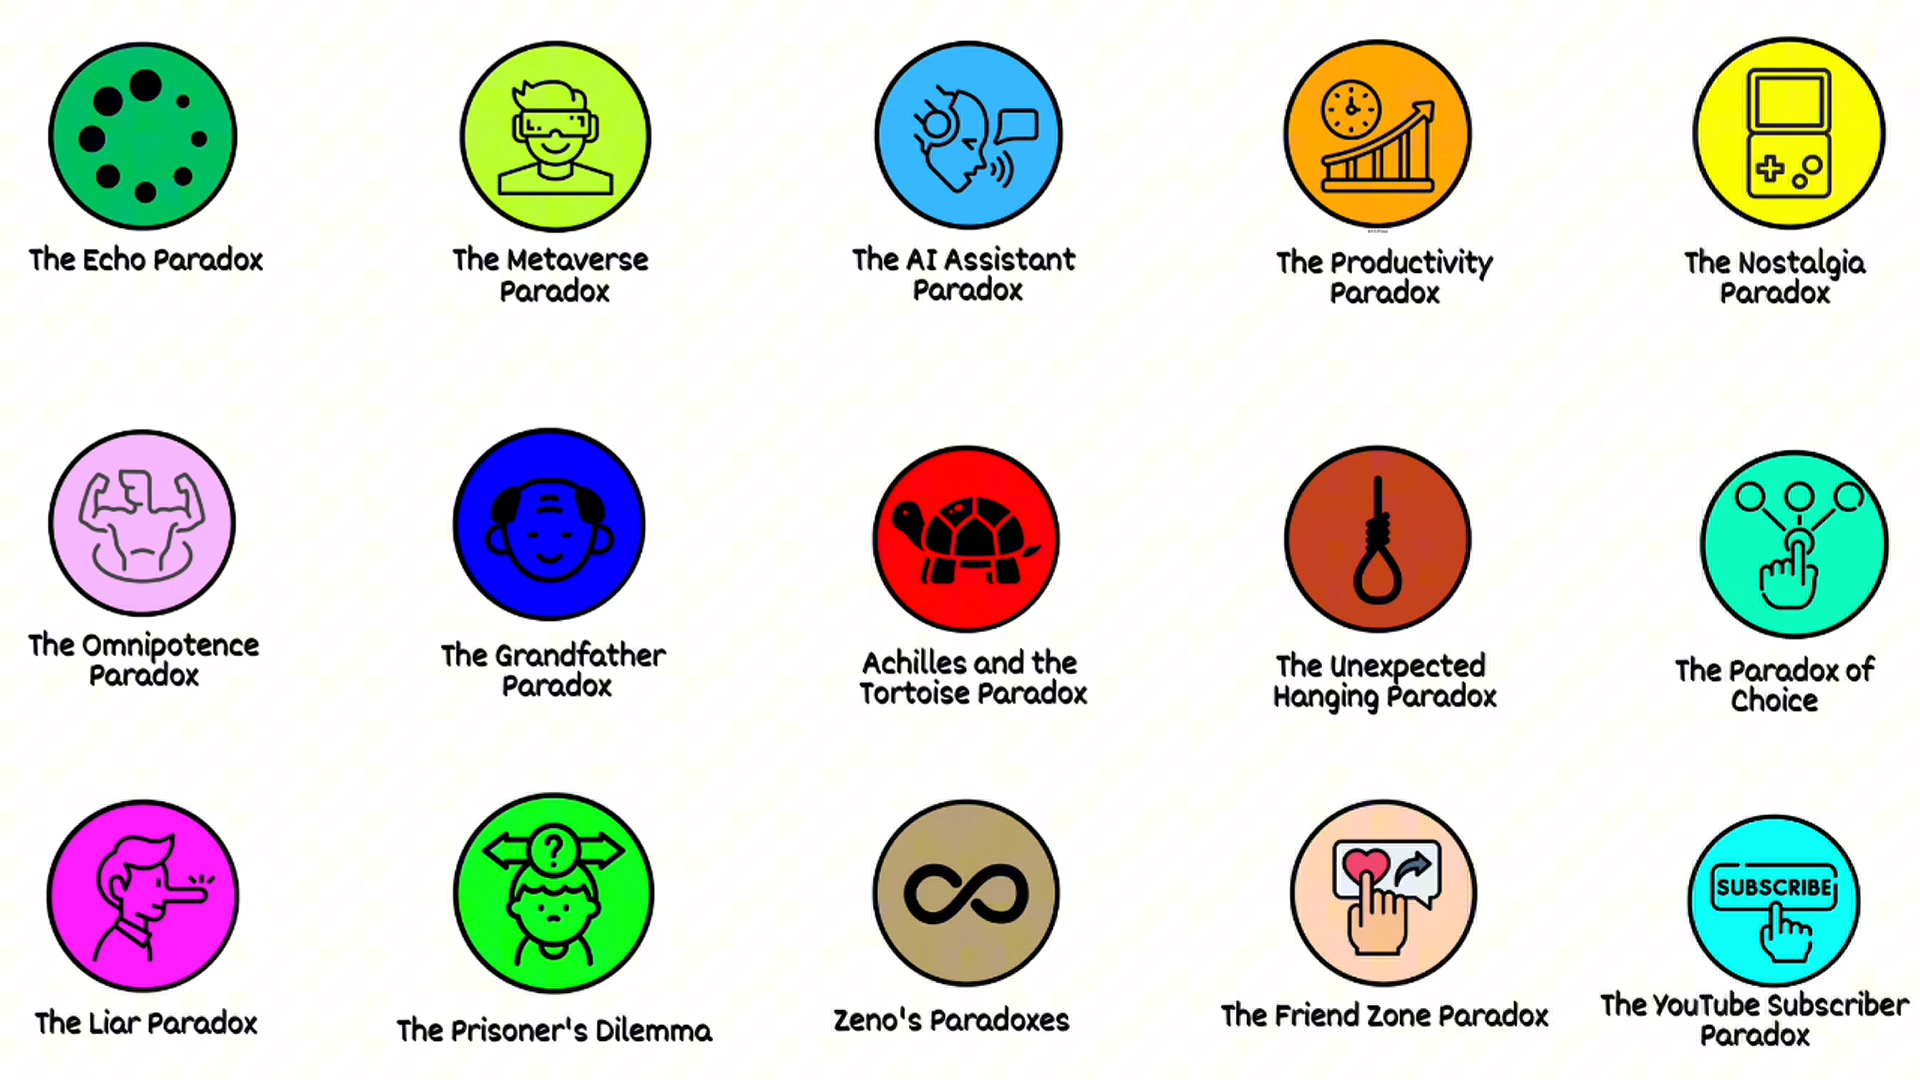 The Echo Paradox
The Metaverse
Paradox
The AI Assistant
Paradox
The Productivity
Paradox
The Nostalgia
Paradox
The Omnipotence
Paradox
The Grandfather
Paradox
Achilles and the
Tortoise Paradox
The Unexpected
Hanging Paradox
The Paradox of
Choice
?
SUBSCRIBE
The Liar Paradox
The Prisoner's Dilemma
Zeno's Paradoxes
The Friend Zone Paradox
The YouTube Subscriber
Paradox